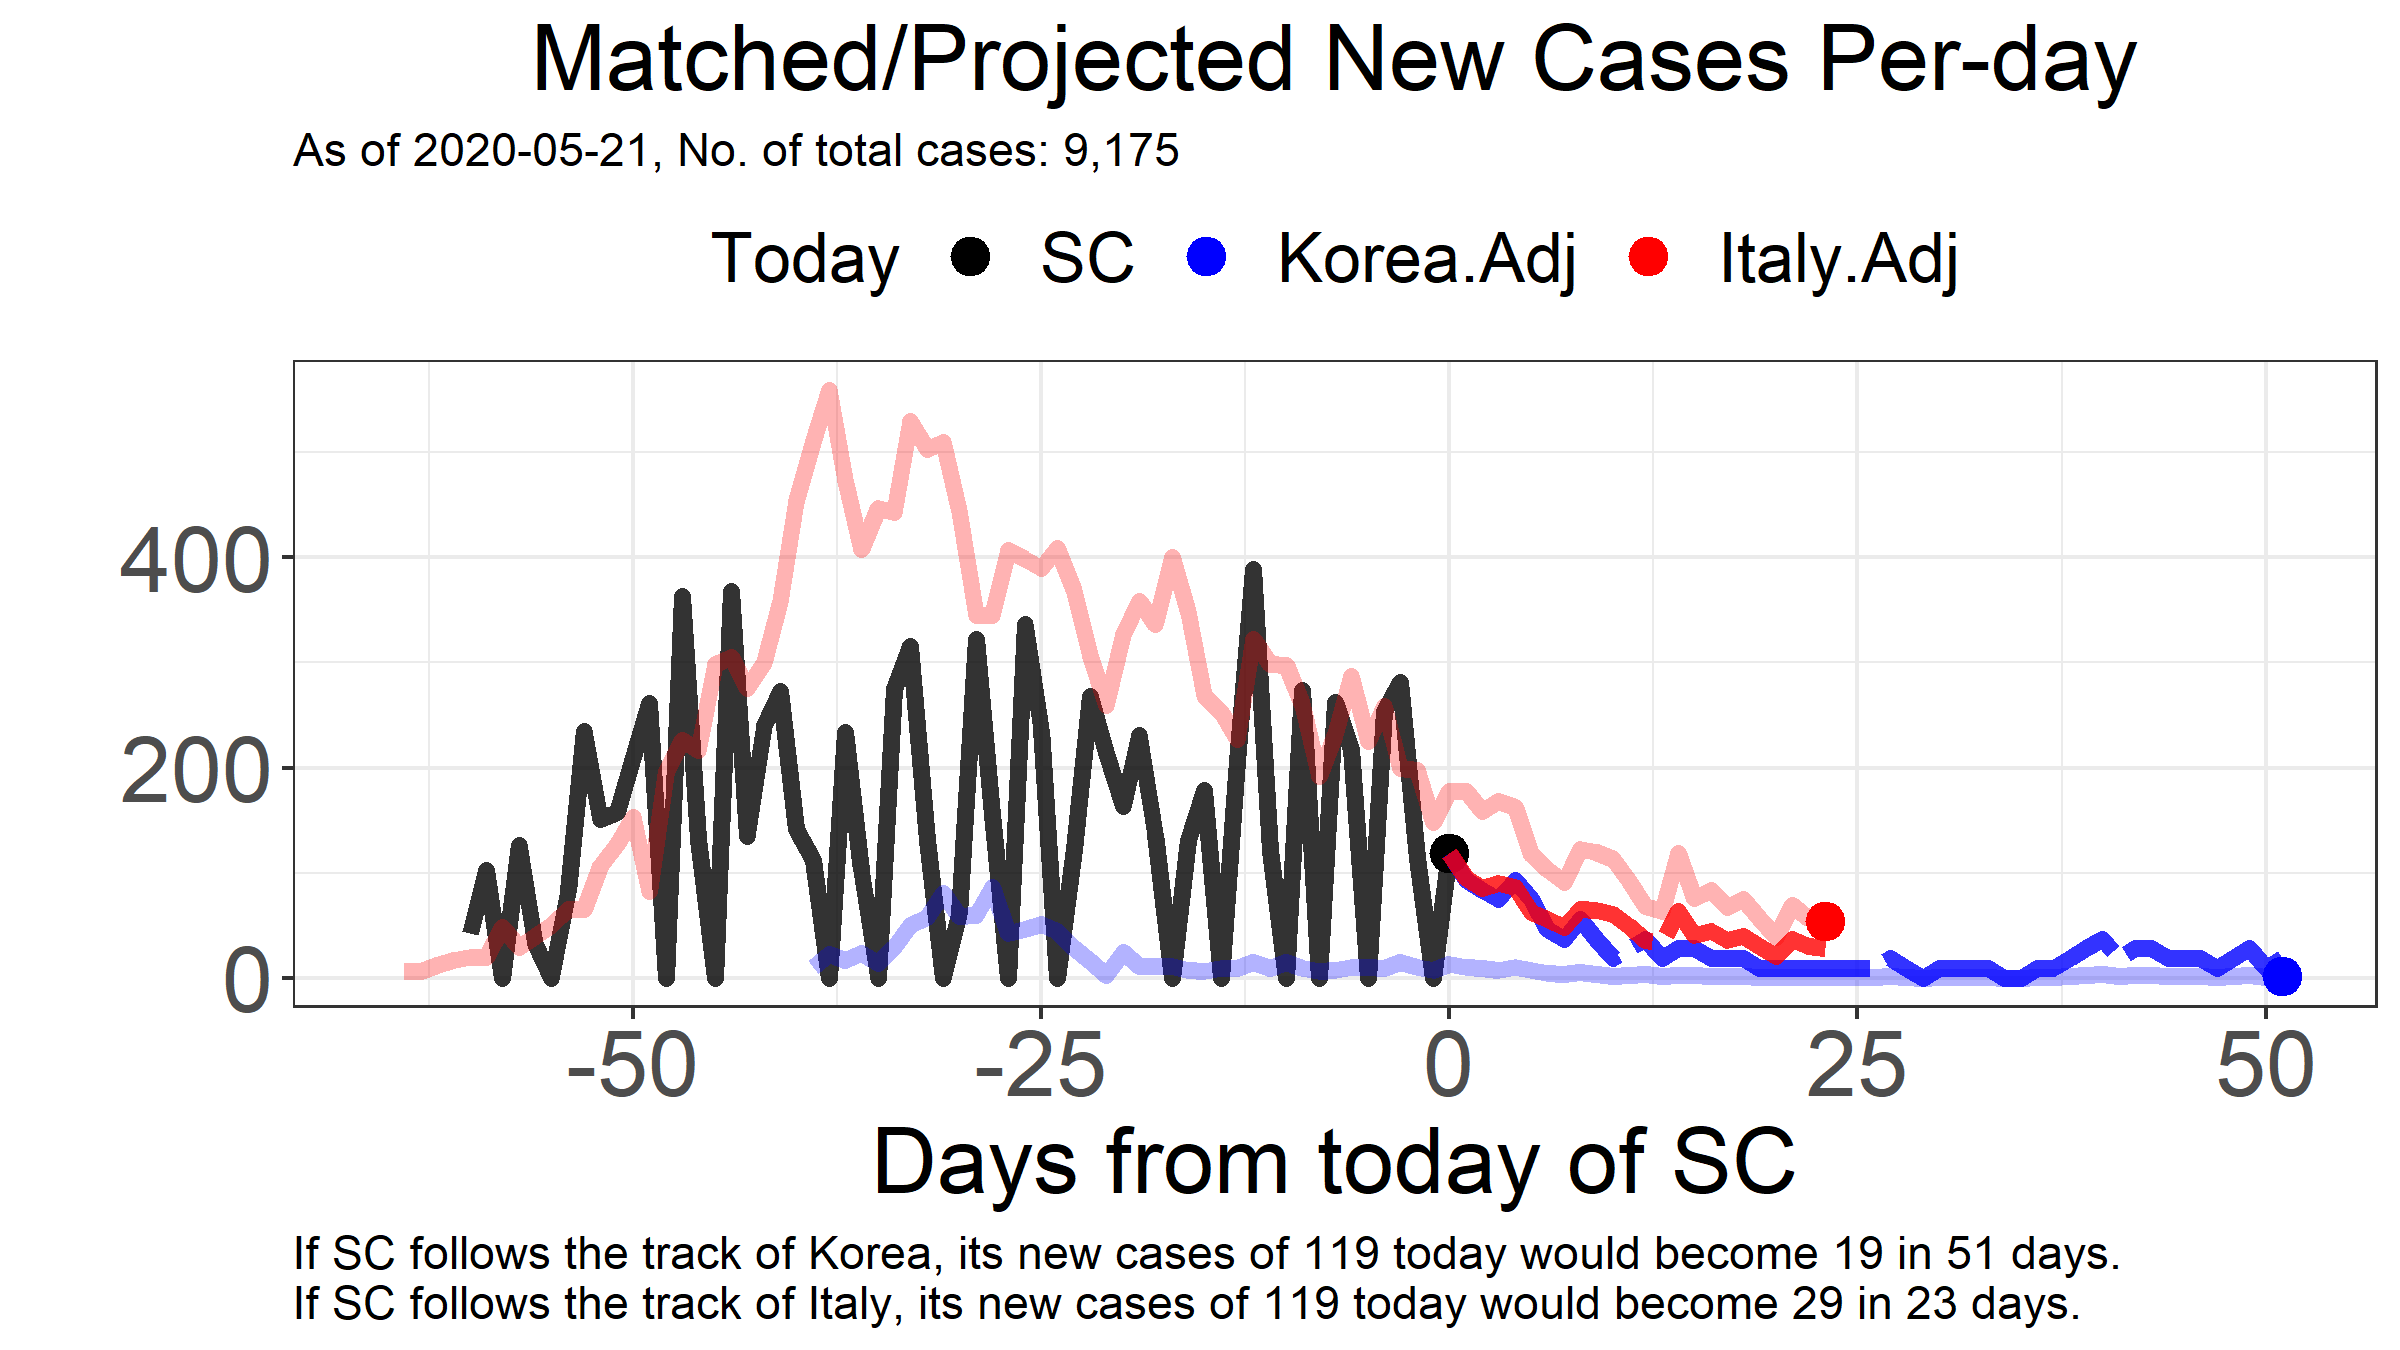 Matched/Projected New Cases Per-day
As of 2020-05-21, No. of total cases: 9,175
Today SC Korea.Adj Italy.Adj
400
200
0
-50 -25 0 25 50
Days from today of SC
If SC follows the track of Korea, its new cases of 119 today would become 19 in 51 days.
If SC follows the track of Italy, its new cases of 119 today would become 29 in 23 days.